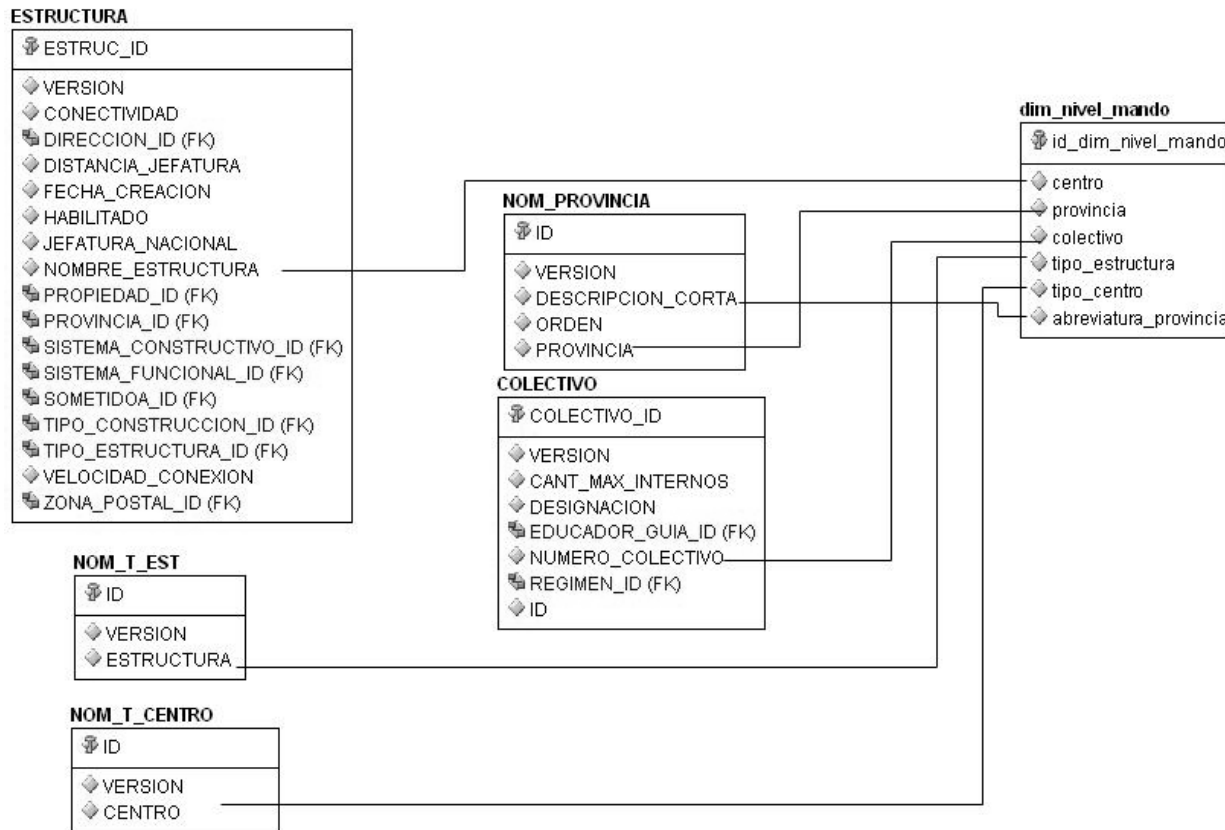 ESTRUCTURA
ESTRUC_ID
VERSION
CONECTIVIDAD
DIRECCION_ID (FK)
DISTANCIA_JEFATURA
FECHA_CREACION
HABILITADO
JEFATURA_NACIONAL
NOMBRE_ESTRUCTURA
PROPIEDAD_ID (FK)
PROVINCIA_ID (FK)
SISTEMA_CONSTRUCTIVO_ID (FK)
SISTEMA_FUNCIONAL_ID (FK)
SOMETIDOA_ID (FK)
TIPO_CONSTRUCCION_ID (FK)
TIPO_ESTRUCTURA_ID (FK)
VELOCIDAD_CONEXION
ZONA_POSTAL_ID (FK)
NOM_T_EST
ID
VERSION
ESTRUCTURA
NOM_T_CENTRO
ID
VERSION
CENTRO
NOM_PROVINCIA
ID
VERSION
DESCRIPCION_CORTA
ORDEN
PROVINCIA
COLECTIVO
COLECTIVO_ID
VERSION
CANT_MAX_INTERNOS
DESIGNACION
EDUCADOR_GUIA_ID (FK)
NUMERO_COLECTIVO
REGIMEN_ID (FK)
ID
dim_nivel_mando
id_dim_nivel_mando
centro
provincia
colectivo
tipo_estructura
tipo_centro
abreviatura_provincia